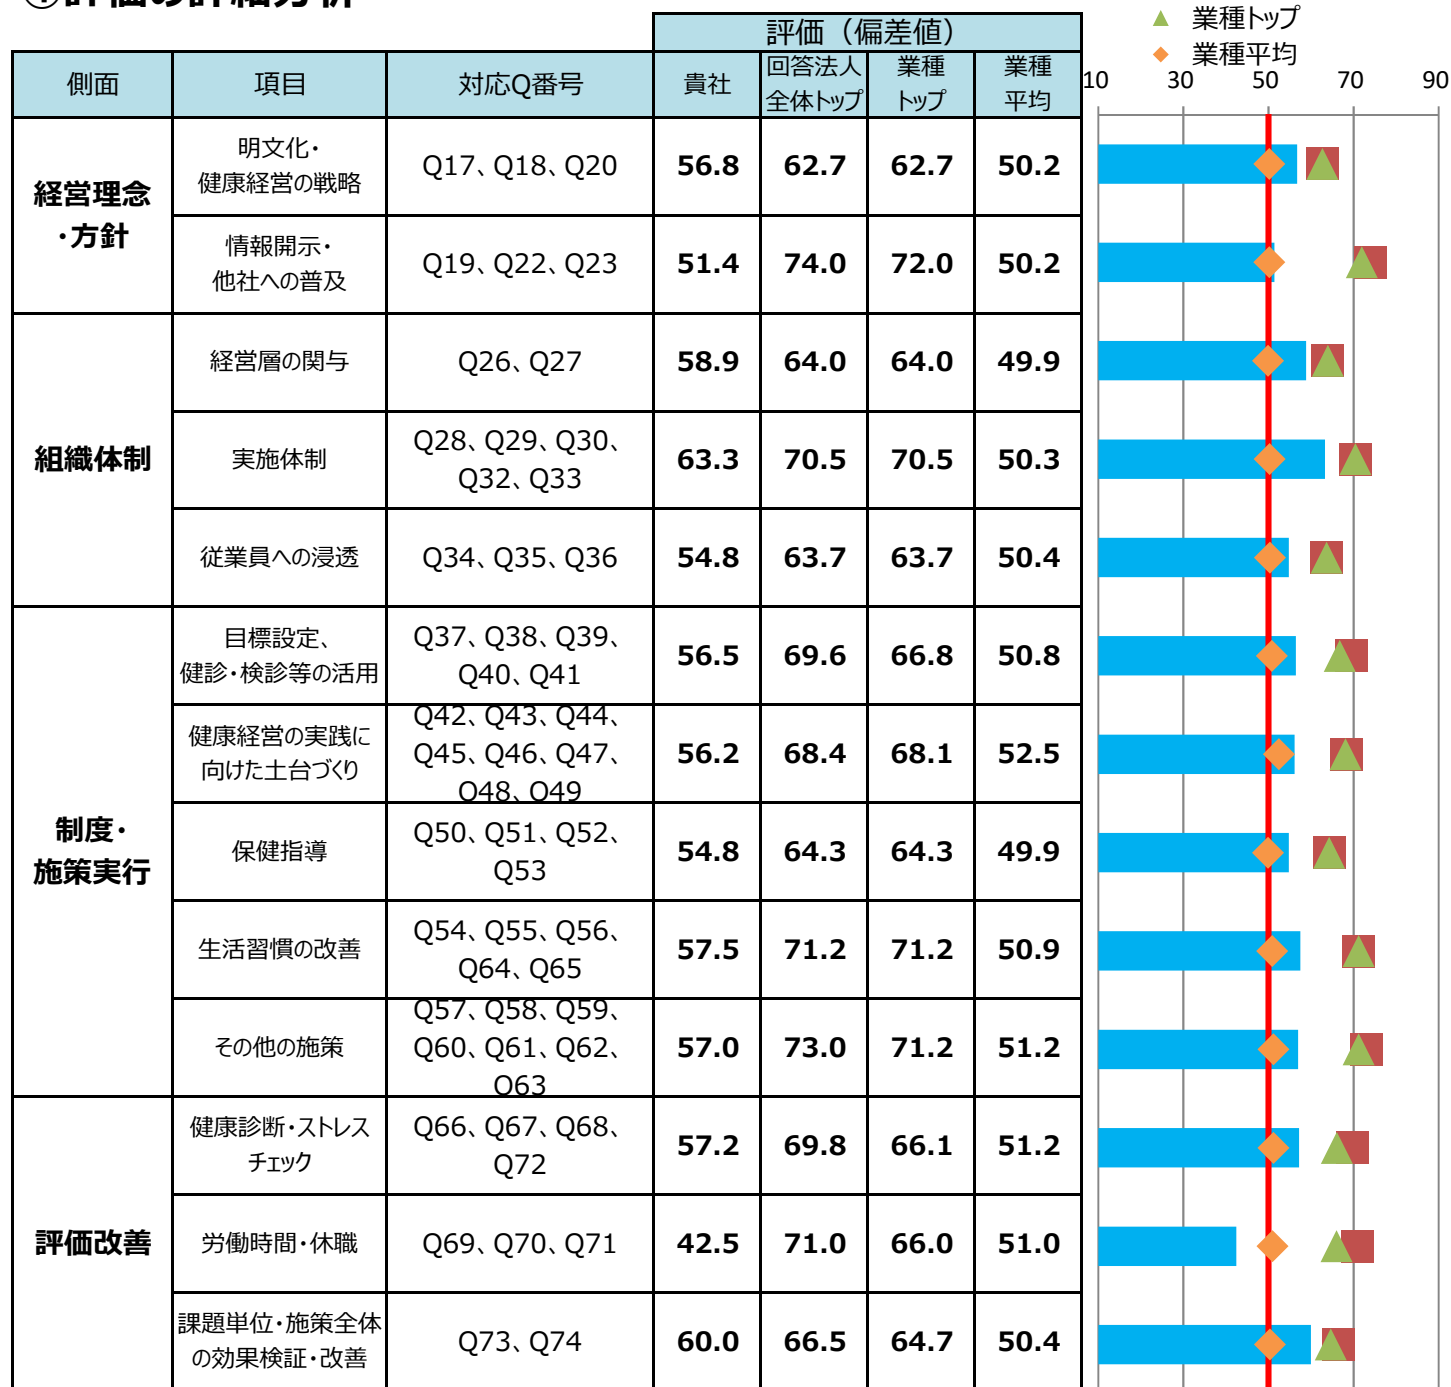 ①評価の詳細分析
▲ 業種トップ
◆ 業種平均
評価（偏差値）
側面 項目 対応Q番号 貴社 回答法人 業種 業種
全体トップ トップ 平均
10 30 50 70 90
経営理念
・方針
明文化・
健康経営の戦略
Q17、Q18、Q20 56.8 62.7 62.7 50.2
情報開示・
他社への普及
Q19、Q22、Q23 51.4 74.0 72.0 50.2
組織体制
経営層の関与 Q26、Q27 58.9 64.0 64.0 49.9
実施体制
Q28、Q29、Q30、
Q32、Q33
63.3 70.5 70.5 50.3
従業員への浸透 Q34、Q35、Q36 54.8 63.7 63.7 50.4
制度・
施策実行
目標設定、
健診・検診等の活用
Q37、Q38、Q39、
Q40、Q41
56.5 69.6 66.8 50.8
健康経営の実践に
向けた土台づくり
Q42、Q43、Q44、
Q45、Q46、Q47、
Q48、Q49
56.2 68.4 68.1 52.5
保健指導
Q50、Q51、Q52、
Q53
54.8 64.3 64.3 49.9
生活習慣の改善
Q54、Q55、Q56、
Q64、Q65
57.5 71.2 71.2 50.9
その他の施策
Q57、Q58、Q59、
Q60、Q61、Q62、
Q63
57.0 73.0 71.2 51.2
評価改善
健康診断・ストレス
チェック
Q66、Q67、Q68、
Q72
57.2 69.8 66.1 51.2
労働時間・休職 Q69、Q70、Q71 42.5 71.0 66.0 51.0
課題単位・施策全体
の効果検証・改善
Q73、Q74 60.0 66.5 64.7 50.4